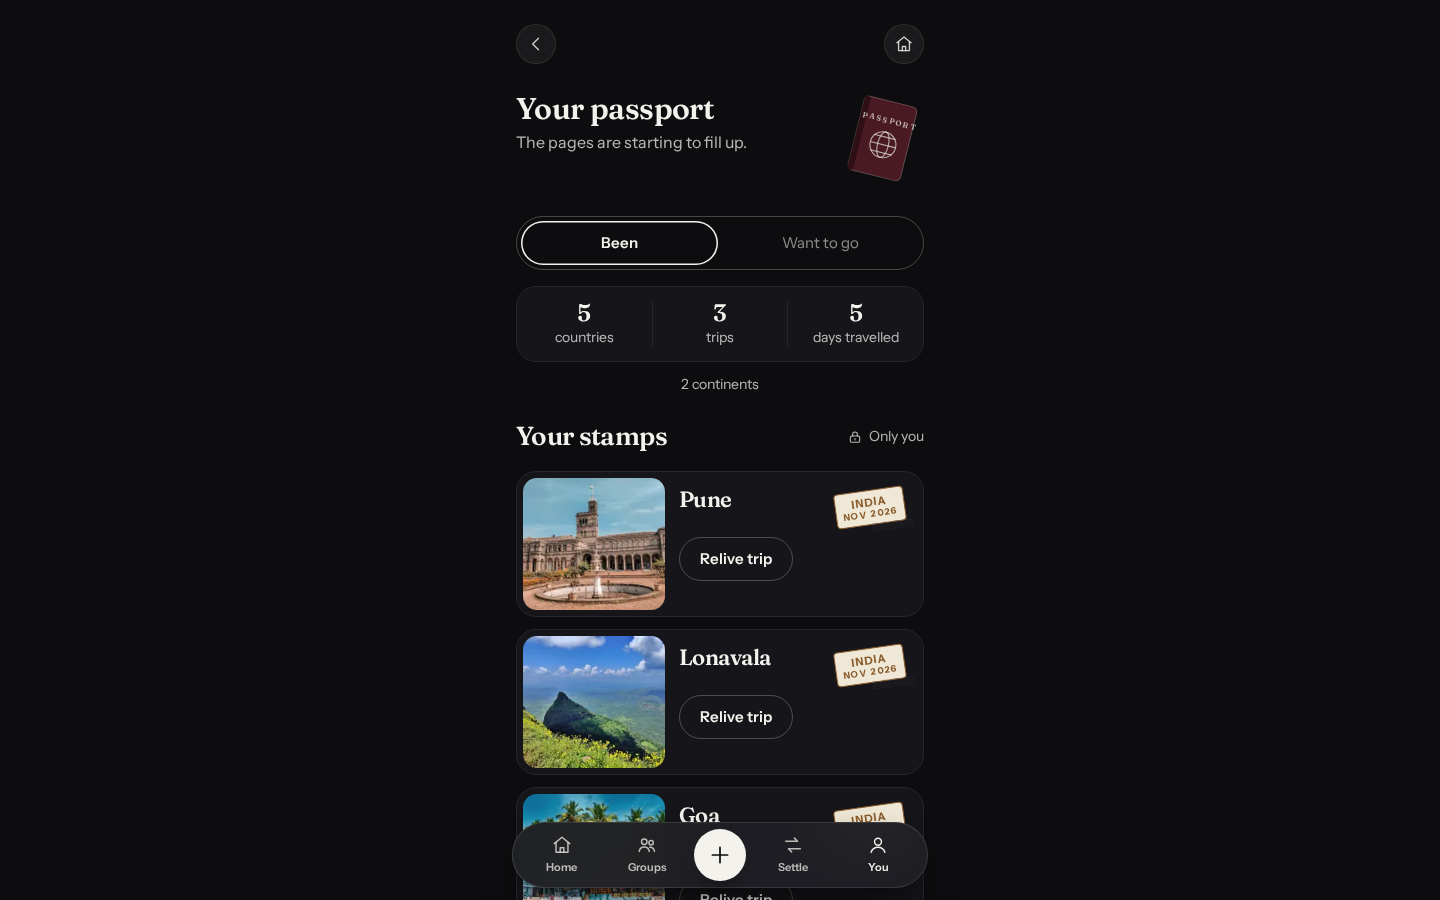 Your passport
The pages are starting to fill up.
PASSPORT
Been
Want to go
5
countries
3
trips
5
days travelled
2 continents
Your stamps
Only you
Pune
INDIA
NOV 2026
Relive trip
Lonavala
INDIA
NOV 2026
Relive trip
Goa
INDIA
Relive trip
Home
Groups
Settle
You